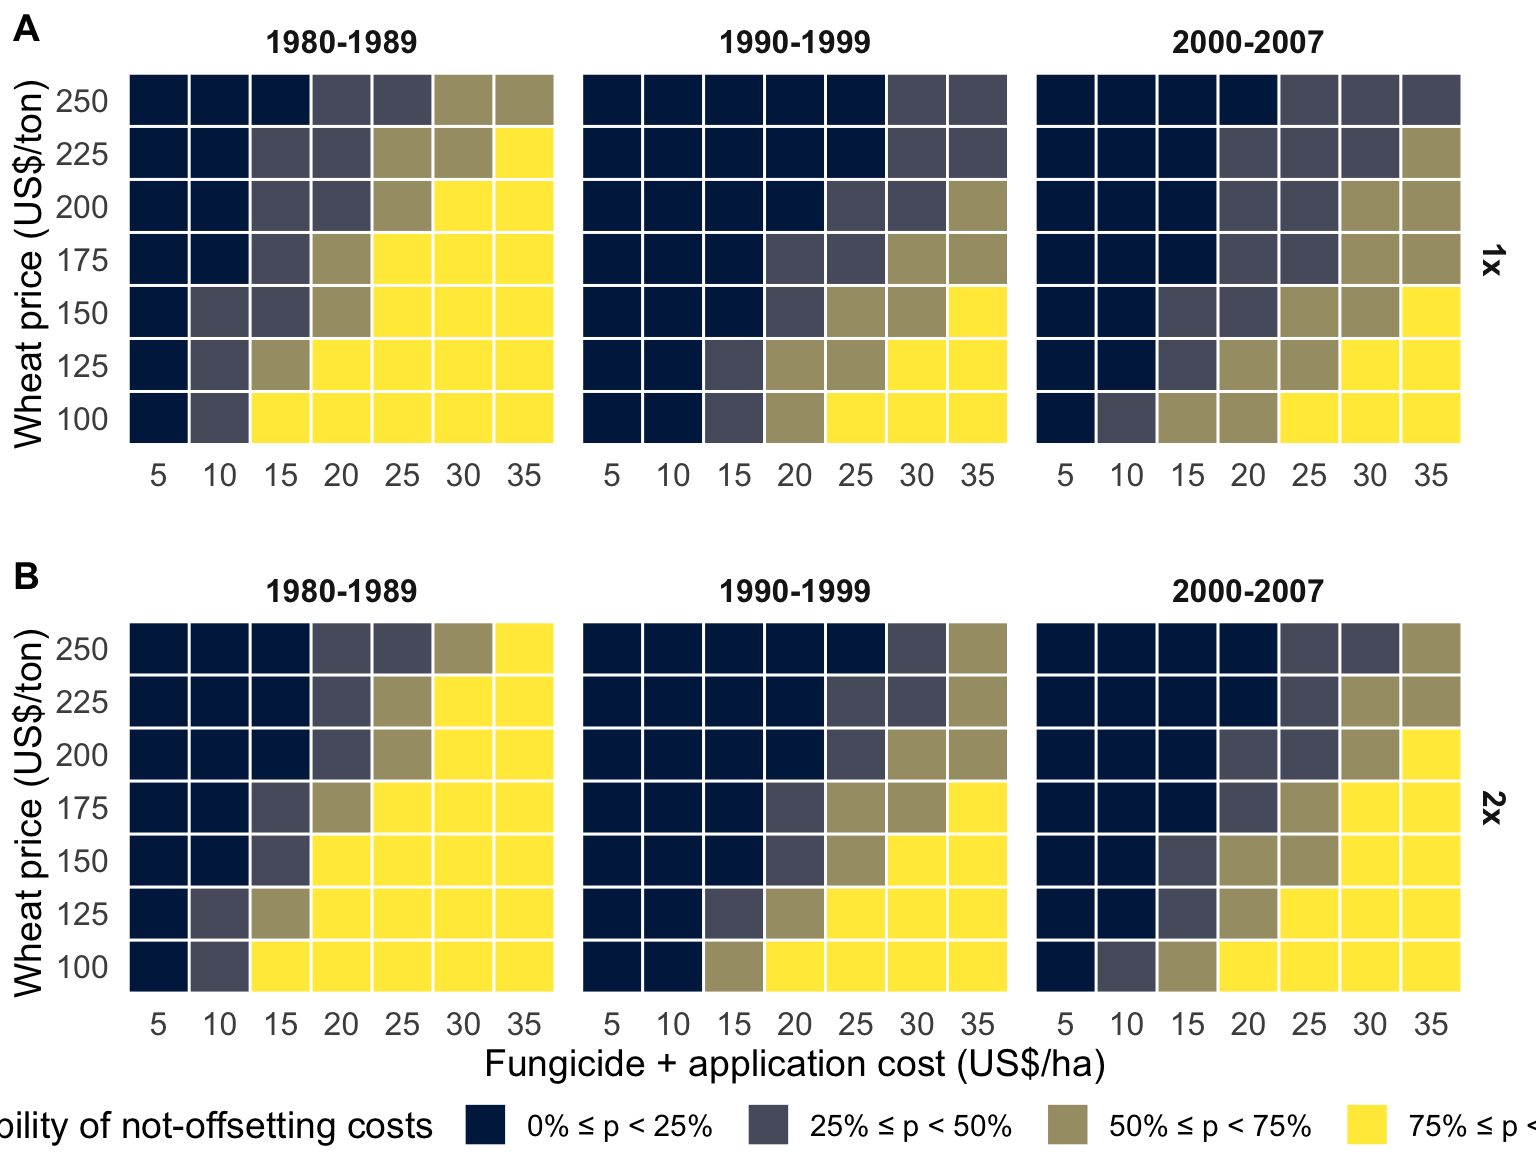 A
1980-1989 1990-1999 2000-2007
Wheat price (US$/ton)
250
225
200
175
150
125
100
1x
5 10 15 20 25 30 35 5 10 15 20 25 30 35 5 10 15 20 25 30 35
B
1980-1989 1990-1999 2000-2007
Wheat price (US$/ton)
250
225
200
175
150
125
100
2x
5 10 15 20 25 30 35 5 10 15 20 25 30 35 5 10 15 20 25 30 35
Fungicide + application cost (US$/ha)
bility of not-offsetting costs 0% ≤ p < 25% 25% ≤ p < 50% 50% ≤ p < 75% 75% ≤ p <